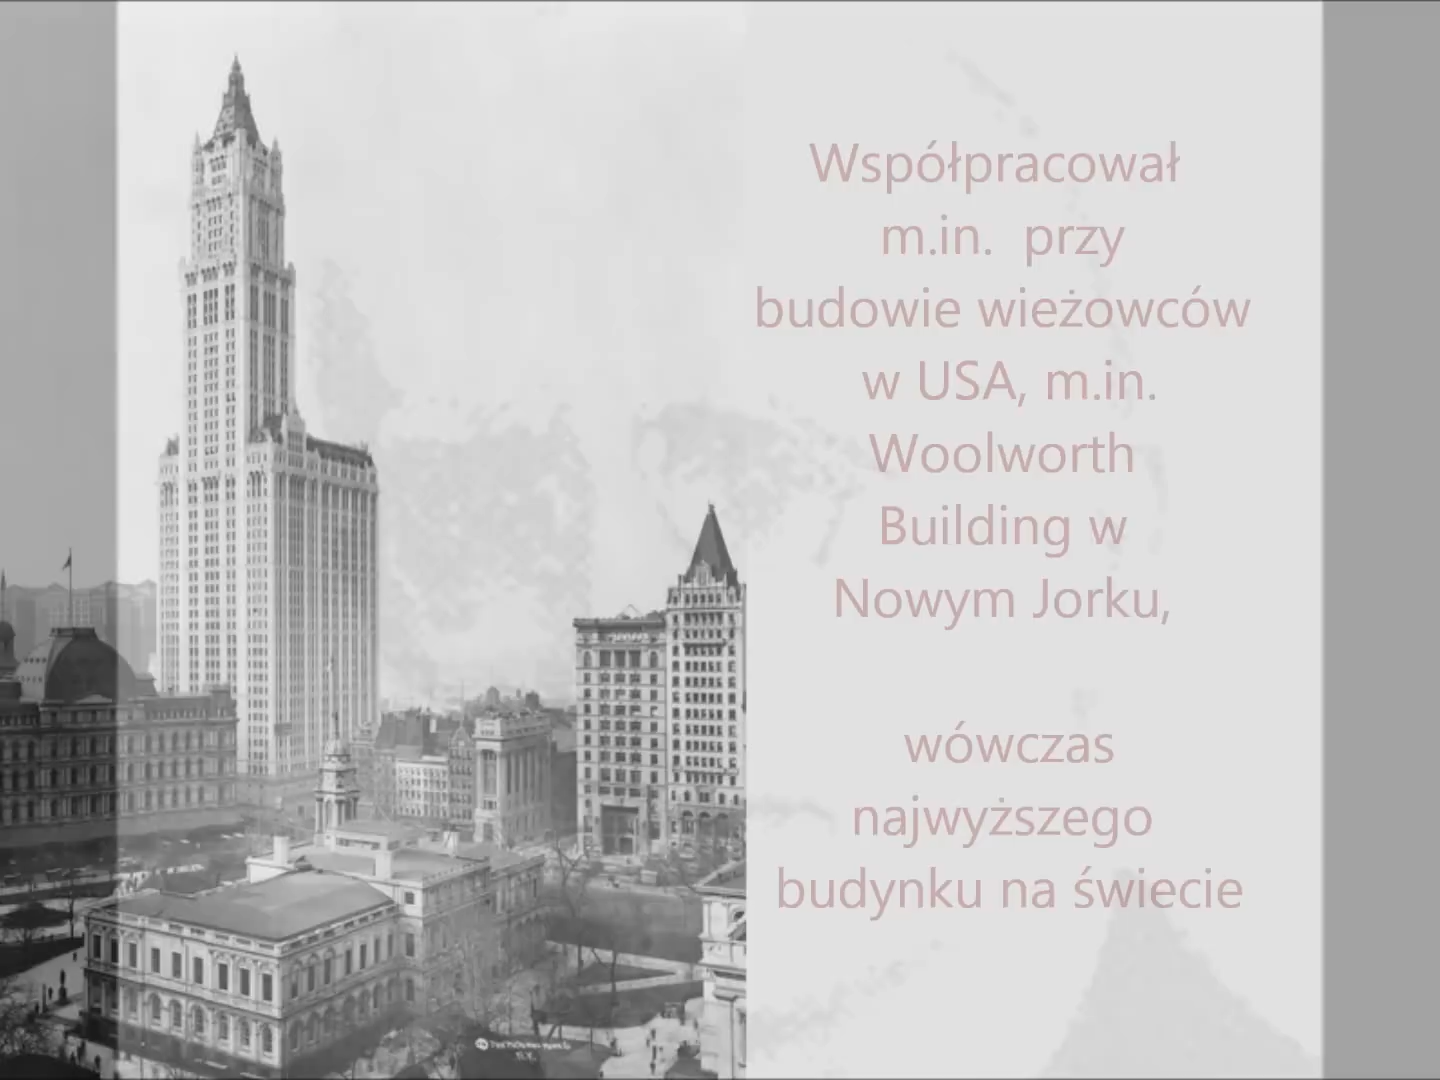 Współpracował
m.in. przy
budowie wieżowców
w USA, m.in.
Woolworth
Building w
Nowym Jorku,
wówczas
najwyższego
budynku na świecie